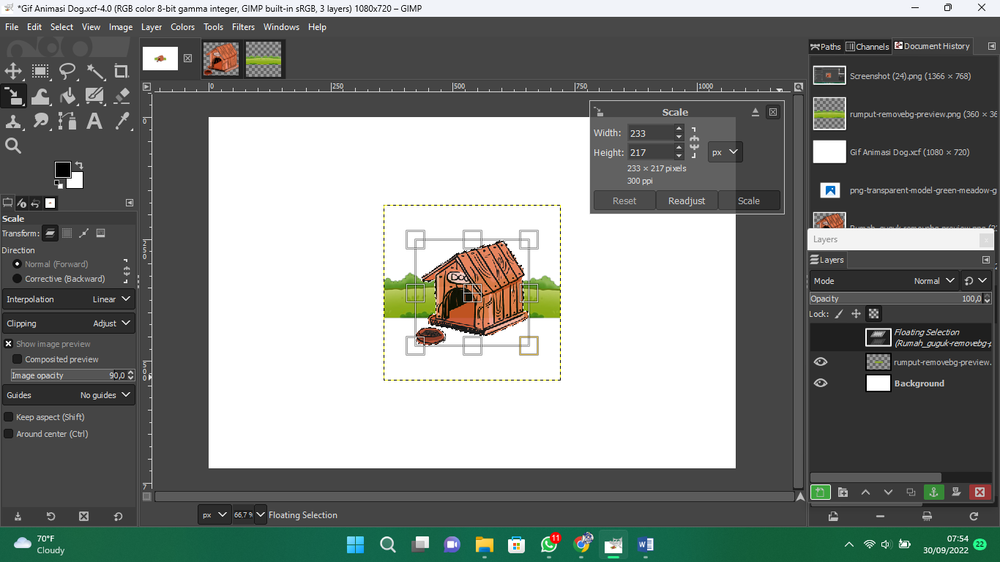 *Gif Animasi Dog.xcf-4.0 (RGB color 8-bit gamma integer, GIMP built-in sRGB, 3 layers) 1080x720 – GIMP
File Edit Select View Image Layer Colors Tools Filters Windows Help
Paths Channels Document History
Screenshot (24).png (1366 × 768)
rumput-removebg-preview.png (360 × 36
Gif Animasi Dog.xcf (1080 × 720)
png-transparent-model-green-meadow-g
0 250 500 750 1000
0
250
500
7
Scale
Width: 233
Height: 217 px
233 × 217 pixels
300 ppi
Reset Readjust Scale
Scale
Transform:
Direction
Normal (Forward)
Corrective (Backward)
Interpolation Linear
Clipping Adjust
Show image preview
Composited preview
Image opacity 90,0
Guides No guides
Keep aspect (Shift)
Around center (Ctrl)
Layers
Layers
Mode Normal
Opacity 100,0
Lock:
Floating Selection
(Rumah_guguk-removebg-p
rumput-removebg-preview.
Background
px 66,7 % Floating Selection
70°F
Cloudy
11
07:54
30/09/2022
22